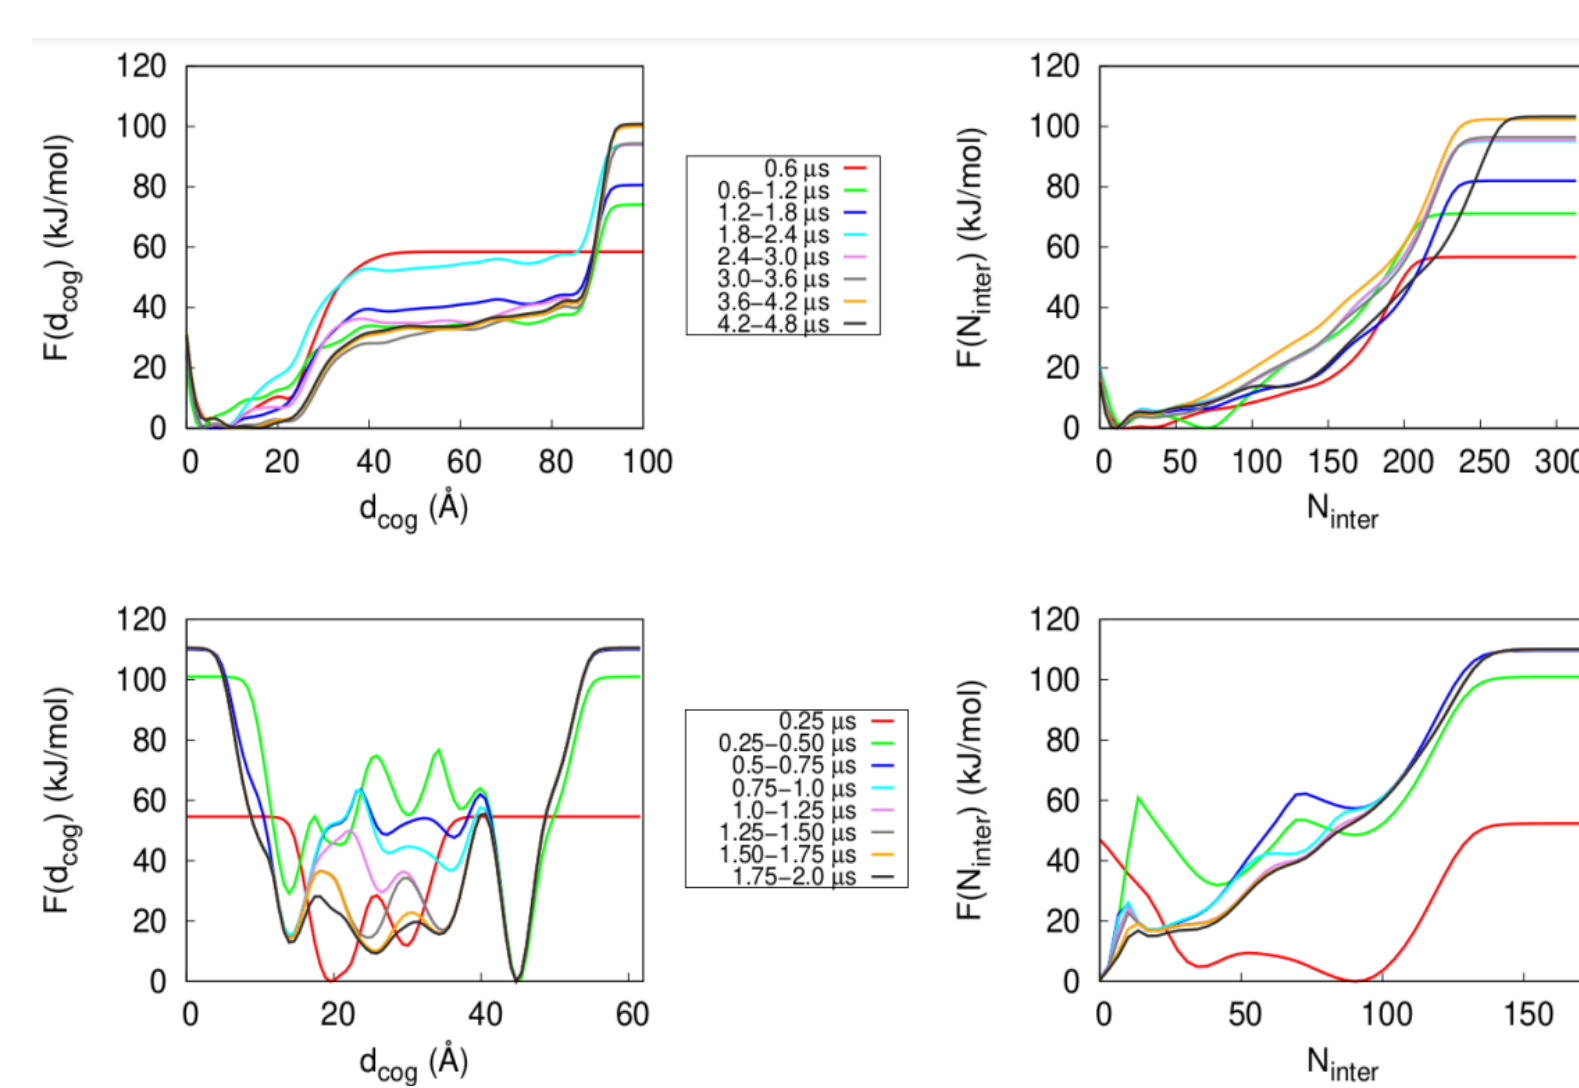 120
100
80
60
40
20
0
F(dcog) (kJ/mol)
0 20 40 60 80 100
dcog (Å)
0.6 μs
0.6–1.2 μs
1.2–1.8 μs
1.8–2.4 μs
2.4–3.0 μs
3.0–3.6 μs
3.6–4.2 μs
4.2–4.8 μs
120
100
80
60
40
20
0
F(Ninter) (kJ/mol)
0 50 100 150 200 250 300
Ninter
120
100
80
60
40
20
0
F(dcog) (kJ/mol)
0 20 40 60
dcog (Å)
0.25 μs
0.25–0.50 μs
0.5–0.75 μs
0.75–1.0 μs
1.0–1.25 μs
1.25–1.50 μs
1.50–1.75 μs
1.75–2.0 μs
120
100
80
60
40
20
0
F(Ninter) (kJ/mol)
0 50 100 150
Ninter